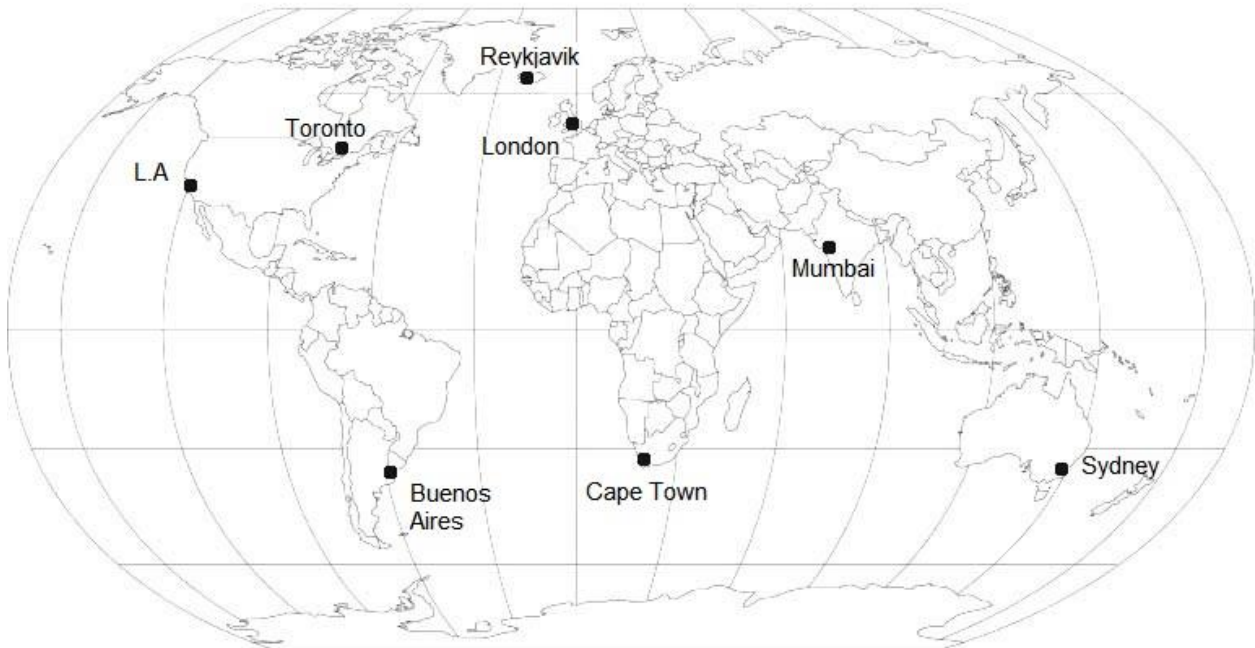 Reykjavik
Toronto
London
L.A
Mumbai
Sydney
Cape Town
Buenos
Aires